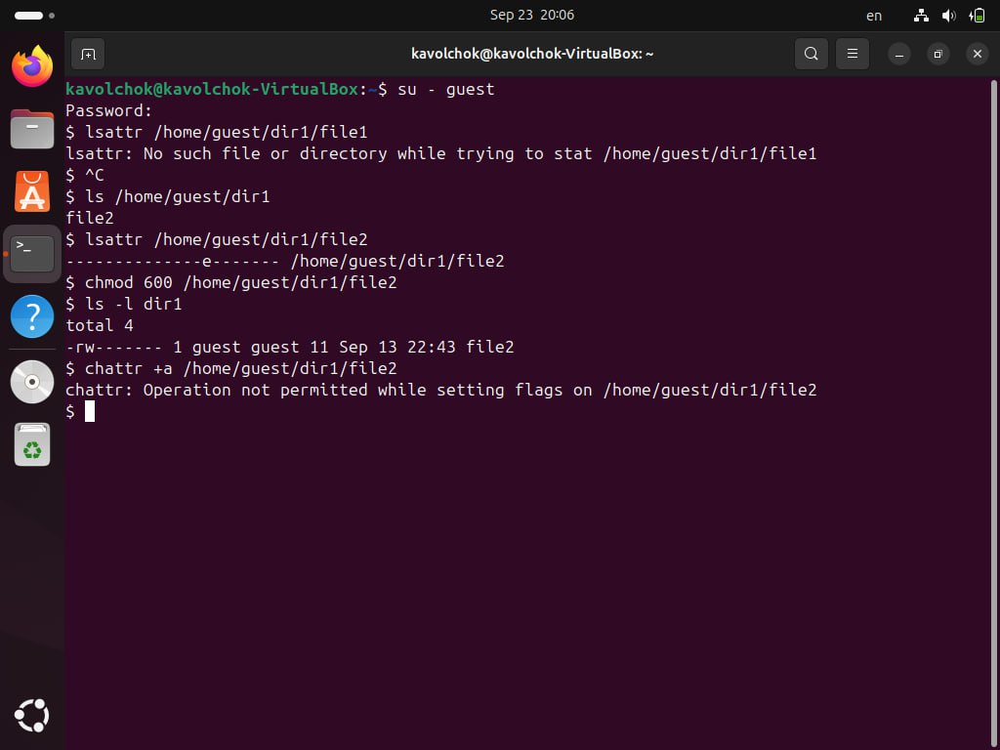 Sep 23 20:06
en
kavolchok@kavolchok-VirtualBox: ~
kavolchok@kavolchok-VirtualBox:~$ su - guest
Password:
$ lsattr /home/guest/dir1/file1
lsattr: No such file or directory while trying to stat /home/guest/dir1/file1
$ ^C
$ ls /home/guest/dir1
file2
$ lsattr /home/guest/dir1/file2
--------------e------- /home/guest/dir1/file2
$ chmod 600 /home/guest/dir1/file2
$ ls -l dir1
total 4
-rw------- 1 guest guest 11 Sep 13 22:43 file2
$ chattr +a /home/guest/dir1/file2
chattr: Operation not permitted while setting flags on /home/guest/dir1/file2
$